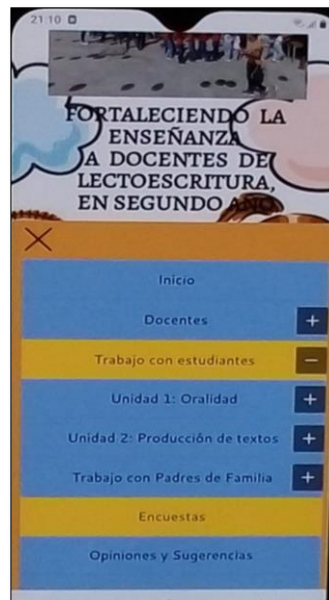 21:10
FORTALECIENDO LA
ENSEÑANZA
A DOCENTES DE
LECTOESCRITURA,
EN SEGUNDO AÑO
Inicio
Docentes +
Trabajo con estudiantes −
Unidad 1: Oralidad +
Unidad 2: Producción de textos +
Trabajo con Padres de Familia +
Encuestas
Opiniones y Sugerencias